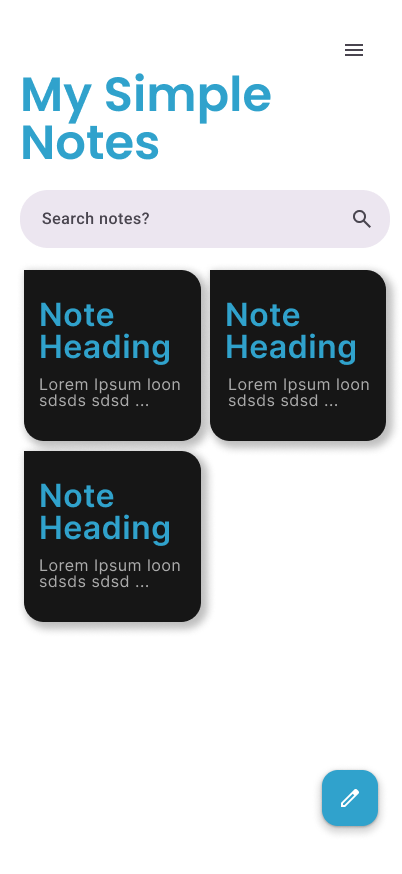 My Simple
Notes
Search notes?
Note
Heading
Lorem Ipsum loon
sdsds sdsd ...
Note
Heading
Lorem Ipsum loon
sdsds sdsd ...
Note
Heading
Lorem Ipsum loon
sdsds sdsd ...